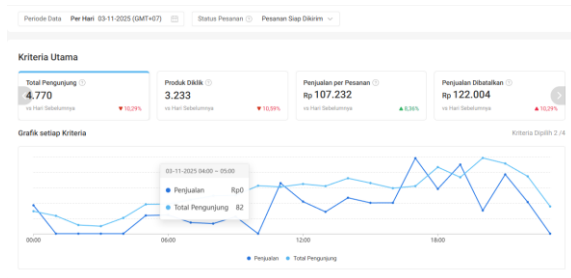 Periode Data Per Hari 03-11-2025 (GMT+07) Status Pesanan Pesanan Siap Dikirim
Kriteria Utama
Total Pengunjung Produk Diklik Penjualan per Pesanan Penjualan Dibatalkan
4.770 3.233 Rp 107.232 Rp 122.004
vs Hari Sebelumnya ▼10,29% vs Hari Sebelumnya ▼10,59% vs Hari Sebelumnya vs Hari Sebelumnya ▲10,29%
Grafik setiap Kriteria Kriteria Dipilih 2 /4
03-11-2025 04:00 – 05:00
Penjualan Rp0
Total Pengunjung 82
00:00 06:00 12:00 18:00
Penjualan Total Pengunjung